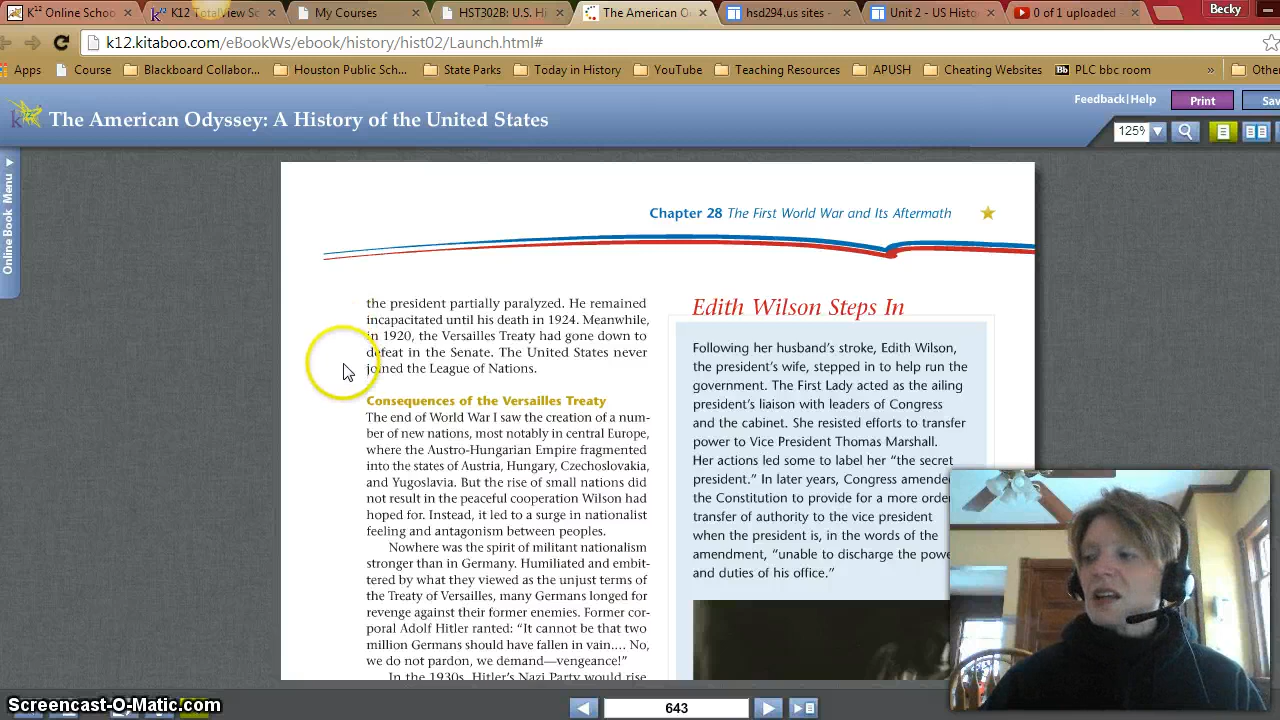 K¹² Online Schoo
K12 TotalView Sc
My Courses
HST302B: U.S. Hi
The American O
hsd294.us sites -
Unit 2 - US Histo
0 of 1 uploaded
Becky
k12.kitaboo.com/eBookWs/ebook/history/hist02/Launch.html#
Apps
Course
Blackboard Collabor...
Houston Public Sch...
State Parks
Today in History
YouTube
Teaching Resources
APUSH
Cheating Websites
Bb PLC bbc room
»
Other
Feedback|Help
Print
Sav
The American Odyssey: A History of the United States
125%
Online Book Menu
Chapter 28 The First World War and Its Aftermath
the president partially paralyzed. He remained
incapacitated until his death in 1924. Meanwhile,
in 1920, the Versailles Treaty had gone down to
defeat in the Senate. The United States never
joined the League of Nations.
Consequences of the Versailles Treaty
The end of World War I saw the creation of a num-
ber of new nations, most notably in central Europe,
where the Austro-Hungarian Empire fragmented
into the states of Austria, Hungary, Czechoslovakia,
and Yugoslavia. But the rise of small nations did
not result in the peaceful cooperation Wilson had
hoped for. Instead, it led to a surge in nationalist
feeling and antagonism between peoples.
Nowhere was the spirit of militant nationalism
stronger than in Germany. Humiliated and embit-
tered by what they viewed as the unjust terms of
the Treaty of Versailles, many Germans longed for
revenge against their former enemies. Former cor-
poral Adolf Hitler ranted: “It cannot be that two
million Germans should have fallen in vain.... No,
we do not pardon, we demand—vengeance!”
In the 1930s, Hitler's Nazi Party would rise
Edith Wilson Steps In
Following her husband's stroke, Edith Wilson,
the president's wife, stepped in to help run the
government. The First Lady acted as the ailing
president's liaison with leaders of Congress
and the cabinet. She resisted efforts to transfer
power to Vice President Thomas Marshall.
Her actions led some to label her “the secret
president.” In later years, Congress amende
the Constitution to provide for a more order
transfer of authority to the vice president
when the president is, in the words of the
amendment, “unable to discharge the powe
and duties of his office.”
Screencast-O-Matic.com
643